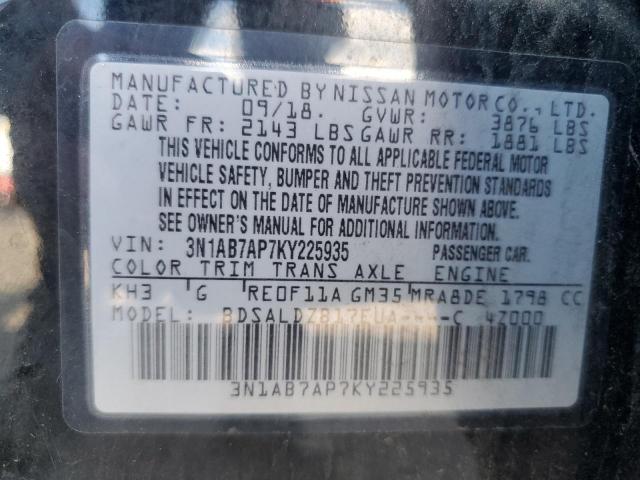 MANUFACTURED BY NISSAN MOTOR CO., LTD.
DATE: 09/18. GVWR: 3876 LBS
GAWR FR: 2143 LBS GAWR RR: 1881 LBS
THIS VEHICLE CONFORMS TO ALL APPLICABLE FEDERAL MOTOR
VEHICLE SAFETY, BUMPER AND THEFT PREVENTION STANDARDS
IN EFFECT ON THE DATE OF MANUFACTURE SHOWN ABOVE.
SEE OWNER'S MANUAL FOR ADDITIONAL INFORMATION.
VIN: 3N1AB7AP7KY225935 PASSENGER CAR.
COLOR TRIM TRANS AXLE ENGINE
KH3 G RE0F11A GM35 MRA8DE 1798 CC
MODEL: BDSALDZB17EUA----C 4Z000
3N1AB7AP7KY225935